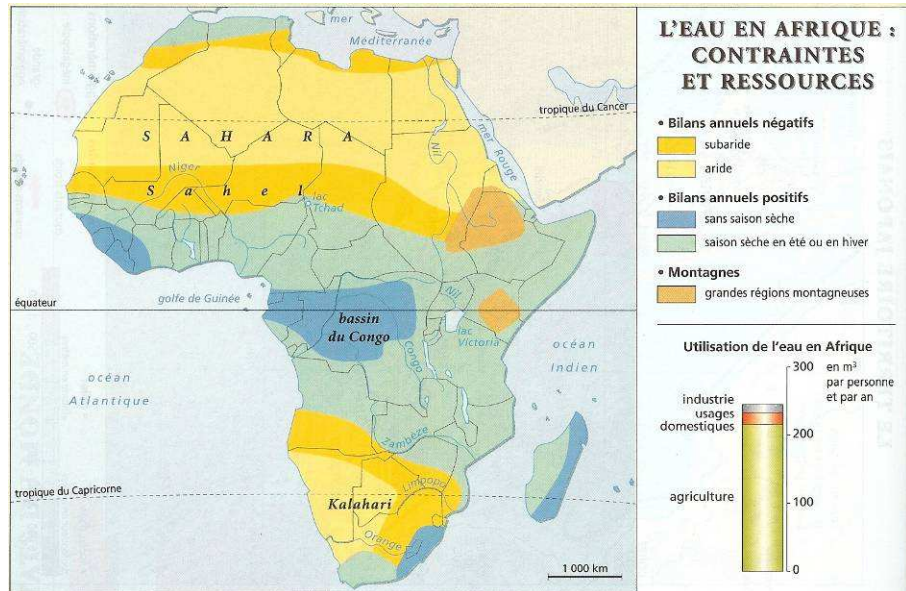 L'EAU EN AFRIQUE :
CONTRAINTES
ET RESSOURCES
• Bilans annuels négatifs
subaride
aride
• Bilans annuels positifs
sans saison sèche
saison sèche en été ou en hiver
• Montagnes
grandes régions montagneuses
Utilisation de l'eau en Afrique
300
en m³
par personne
et par an
industrie
usages
domestiques
200
agriculture
100
0
mer
Méditerranée
tropique du Cancer
SAHARA
Nil
mer Rouge
Niger
Sahel
lac
Tchad
golfe de Guinée
équateur
Nil
bassin
du Congo
lac
Victoria
Congo
océan
Indien
océan
Atlantique
Zambèze
tropique du Capricorne
Limpopo
Kalahari
Orange
1 000 km